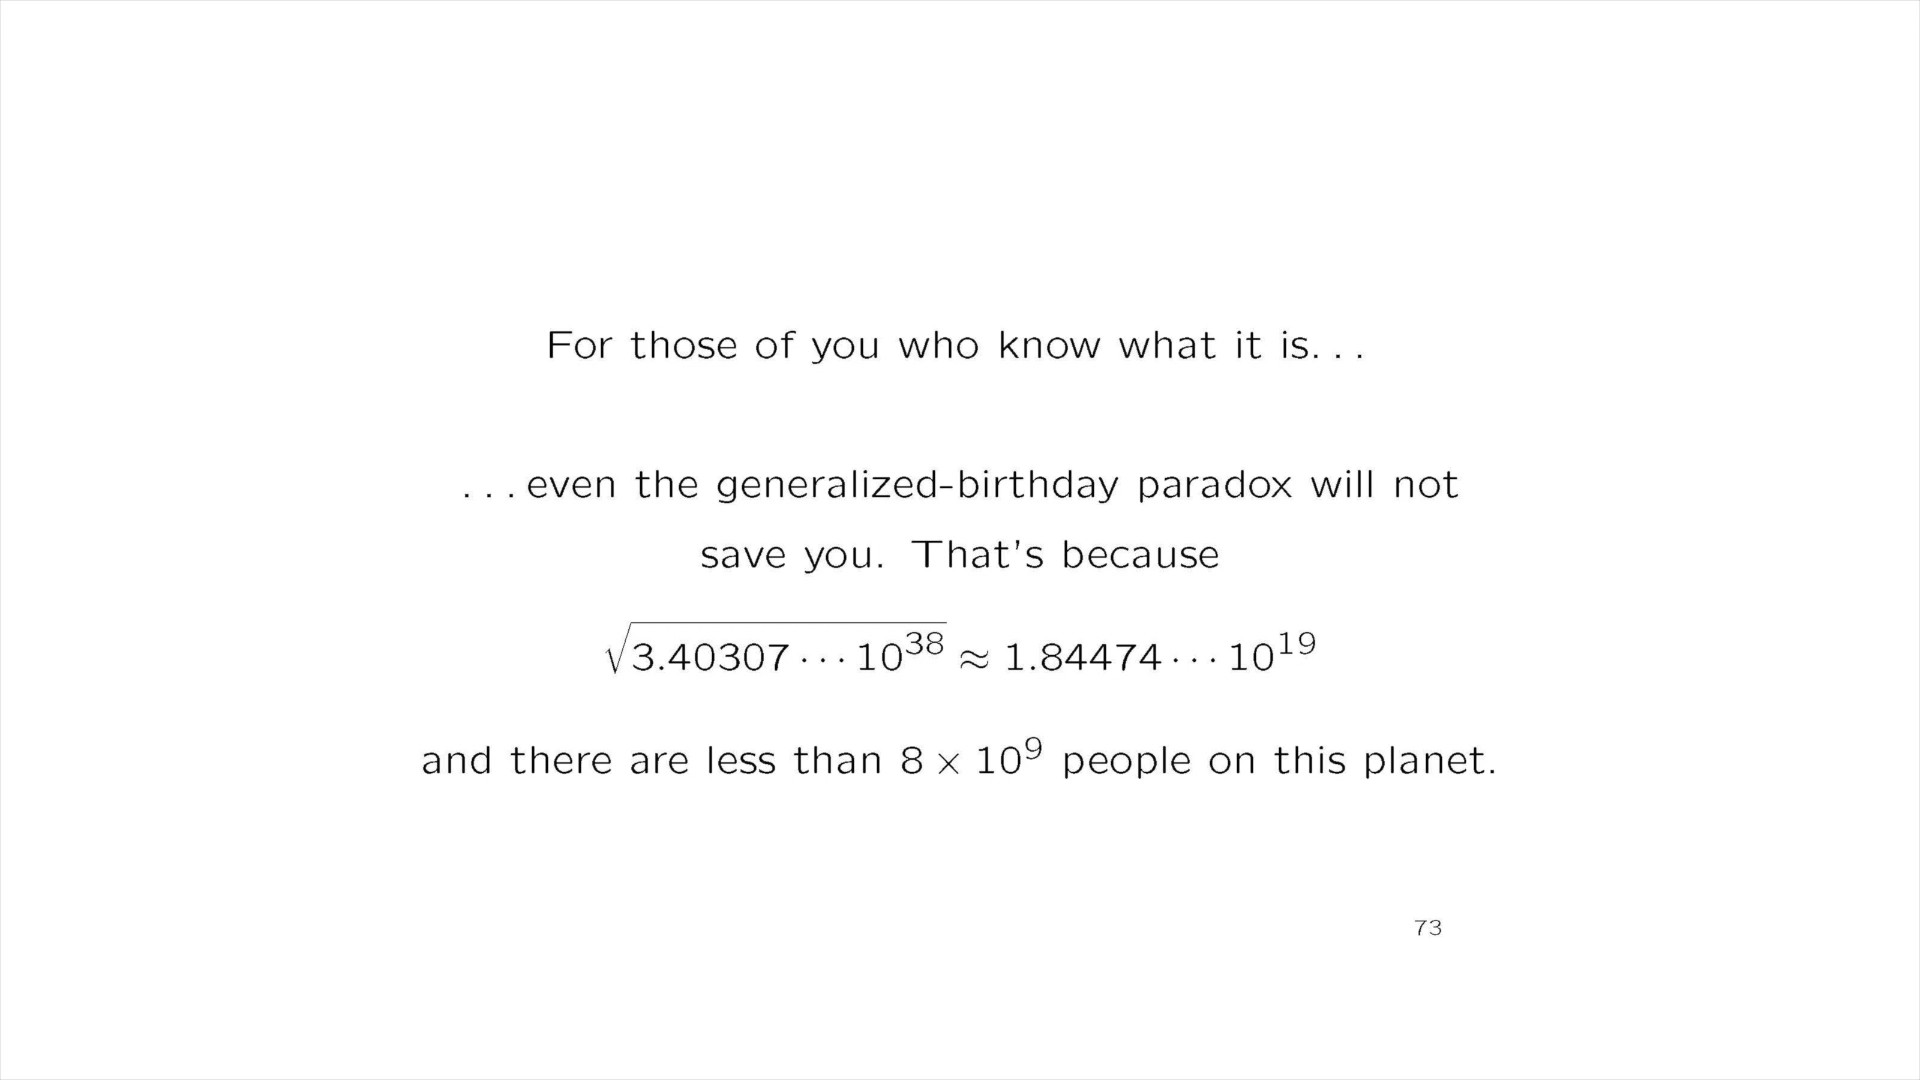 For those of you who know what it is. . .
. . . even the generalized-birthday paradox will not
save you. That's because
√3.40307 · · · 10^38 ≈ 1.84474 · · · 10^19
and there are less than 8 × 10^9 people on this planet.
73